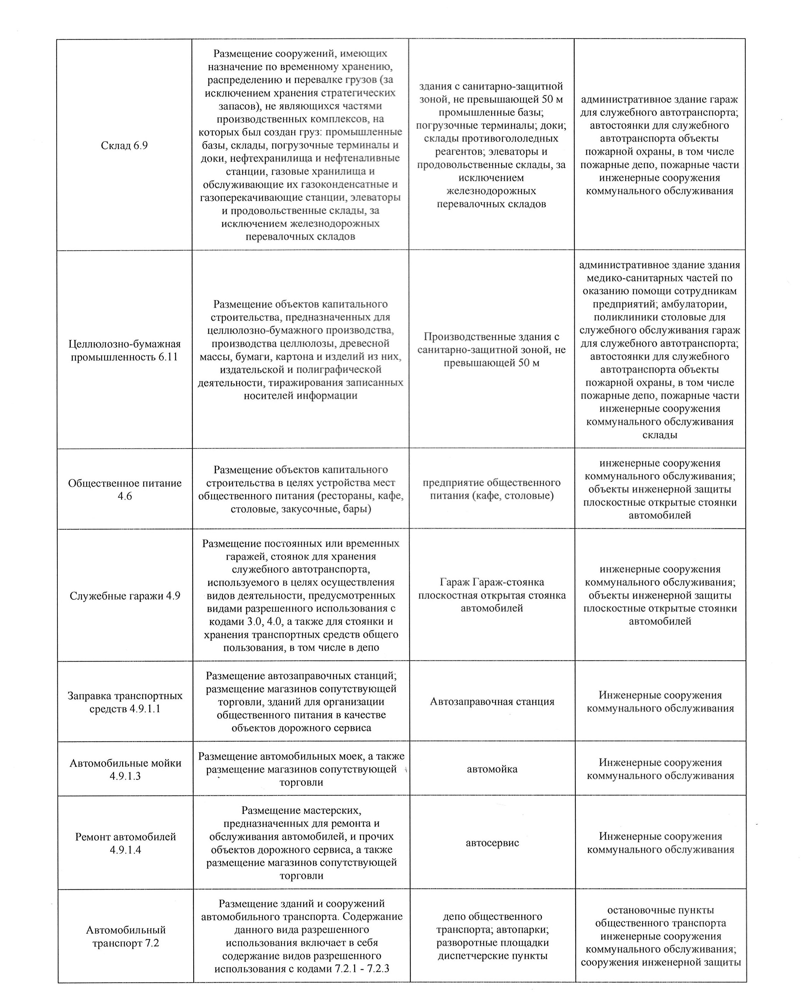 Склад 6.9
Размещение сооружений, имеющих
назначение по временному хранению,
распределению и перевалке грузов (за
исключением хранения стратегических
запасов), не являющихся частями
производственных комплексов, на
которых был создан груз: промышленные
базы, склады, погрузочные терминалы и
доки, нефтехранилища и нефтеналивные
станции, газовые хранилища и
обслуживающие их газоконденсатные и
газоперекачивающие станции, элеваторы
и продовольственные склады, за
исключением железнодорожных
перевалочных складов
здания с санитарно-защитной
зоной, не превышающей 50 м
промышленные базы;
погрузочные терминалы; доки;
склады противогололедных
реагентов; элеваторы и
продовольственные склады, за
исключением
железнодорожных
перевалочных складов
административное здание гараж
для служебного автотранспорта;
автостоянки для служебного
автотранспорта объекты
пожарной охраны, в том числе
пожарные депо, пожарные части
инженерные сооружения
коммунального обслуживания
Целлюлозно-бумажная
промышленность 6.11
Размещение объектов капитального
строительства, предназначенных для
целлюлозно-бумажного производства,
производства целлюлозы, древесной
массы, бумаги, картона и изделий из них,
издательской и полиграфической
деятельности, тиражирования записанных
носителей информации
Производственные здания с
санитарно-защитной зоной, не
превышающей 50 м
административное здание здания
медико-санитарных частей по
оказанию помощи сотрудникам
предприятий; амбулатории,
поликлиники столовые для
служебного обслуживания гараж
для служебного автотранспорта;
автостоянки для служебного
автотранспорта объекты
пожарной охраны, в том числе
пожарные депо, пожарные части
инженерные сооружения
коммунального обслуживания
склады
Общественное питание
4.6
Размещение объектов капитального
строительства в целях устройства мест
общественного питания (рестораны, кафе,
столовые, закусочные, бары)
предприятие общественного
питания (кафе, столовые)
инженерные сооружения
коммунального обслуживания;
объекты инженерной защиты
плоскостные открытые стоянки
автомобилей
Служебные гаражи 4.9
Размещение постоянных или временных
гаражей, стоянок для хранения
служебного автотранспорта,
используемого в целях осуществления
видов деятельности, предусмотренных
видами разрешенного использования с
кодами 3.0, 4.0, а также для стоянки и
хранения транспортных средств общего
пользования, в том числе в депо
Гараж Гараж-стоянка
плоскостная открытая стоянка
автомобилей
инженерные сооружения
коммунального обслуживания;
объекты инженерной защиты
плоскостные открытые стоянки
автомобилей
Заправка транспортных
средств 4.9.1.1
Размещение автозаправочных станций;
размещение магазинов сопутствующей
торговли, зданий для организации
общественного питания в качестве
объектов дорожного сервиса
Автозаправочная станция
Инженерные сооружения
коммунального обслуживания
Автомобильные мойки
4.9.1.3
Размещение автомобильных моек, а также
размещение магазинов сопутствующей
торговли
автомойка
Инженерные сооружения
коммунального обслуживания
Ремонт автомобилей
4.9.1.4
Размещение мастерских,
предназначенных для ремонта и
обслуживания автомобилей, и прочих
объектов дорожного сервиса, а также
размещение магазинов сопутствующей
торговли
автосервис
Инженерные сооружения
коммунального обслуживания
Автомобильный
транспорт 7.2
Размещение зданий и сооружений
автомобильного транспорта. Содержание
данного вида разрешенного
использования включает в себя
содержание видов разрешенного
использования с кодами 7.2.1 - 7.2.3
депо общественного
транспорта; автопарки;
разворотные площадки
диспетчерские пункты
остановочные пункты
общественного транспорта
инженерные сооружения
коммунального обслуживания;
сооружения инженерной защиты